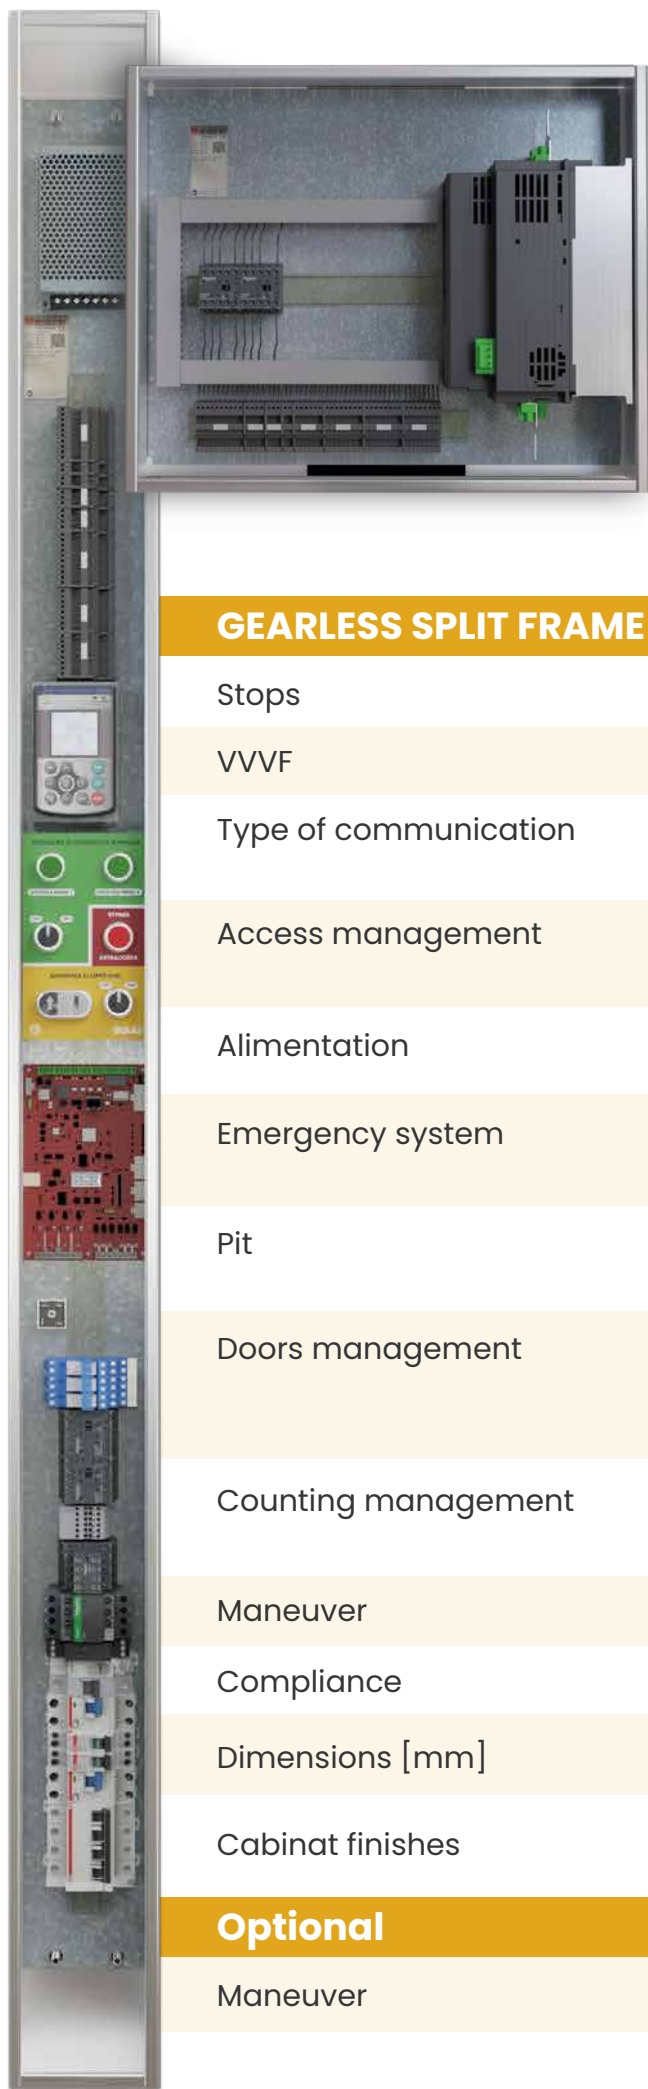 GEARLESS SPLIT FRAME
Stops
VVVF
Type of communication
Access management
Alimentation
Emergency system
Pit
Doors management
Counting management
Maneuver
Compliance
Dimensions [mm]
Cabinat finishes
Optional
Maneuver
BYPASS